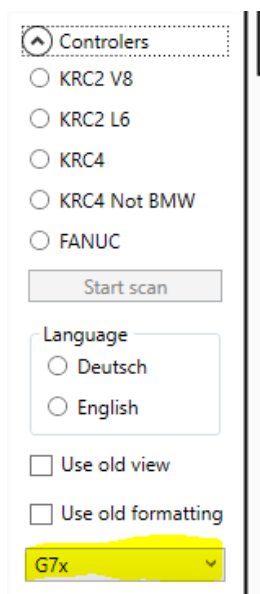 Controlers
KRC2 V8
KRC2 L6
KRC4
KRC4 Not BMW
FANUC
Start scan
Language
Deutsch
English
Use old view
Use old formatting
G7x